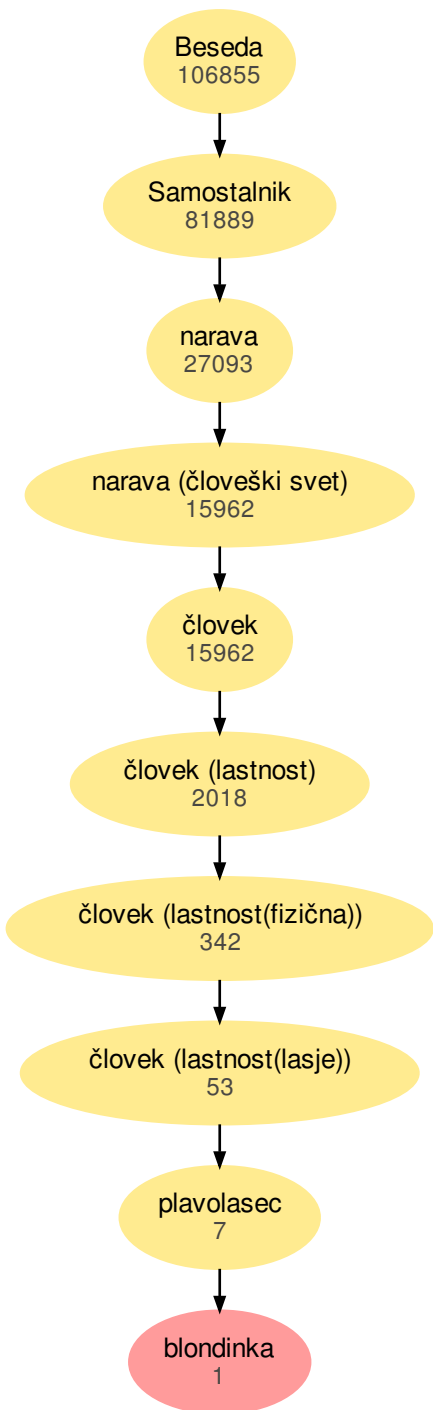 Beseda
106855
Samostalnik
81889
narava
27093
narava (človeški svet)
15962
človek
15962
človek (lastnost)
2018
človek (lastnost(fizična))
342
človek (lastnost(lasje))
53
plavolasec
7
blondinka
1